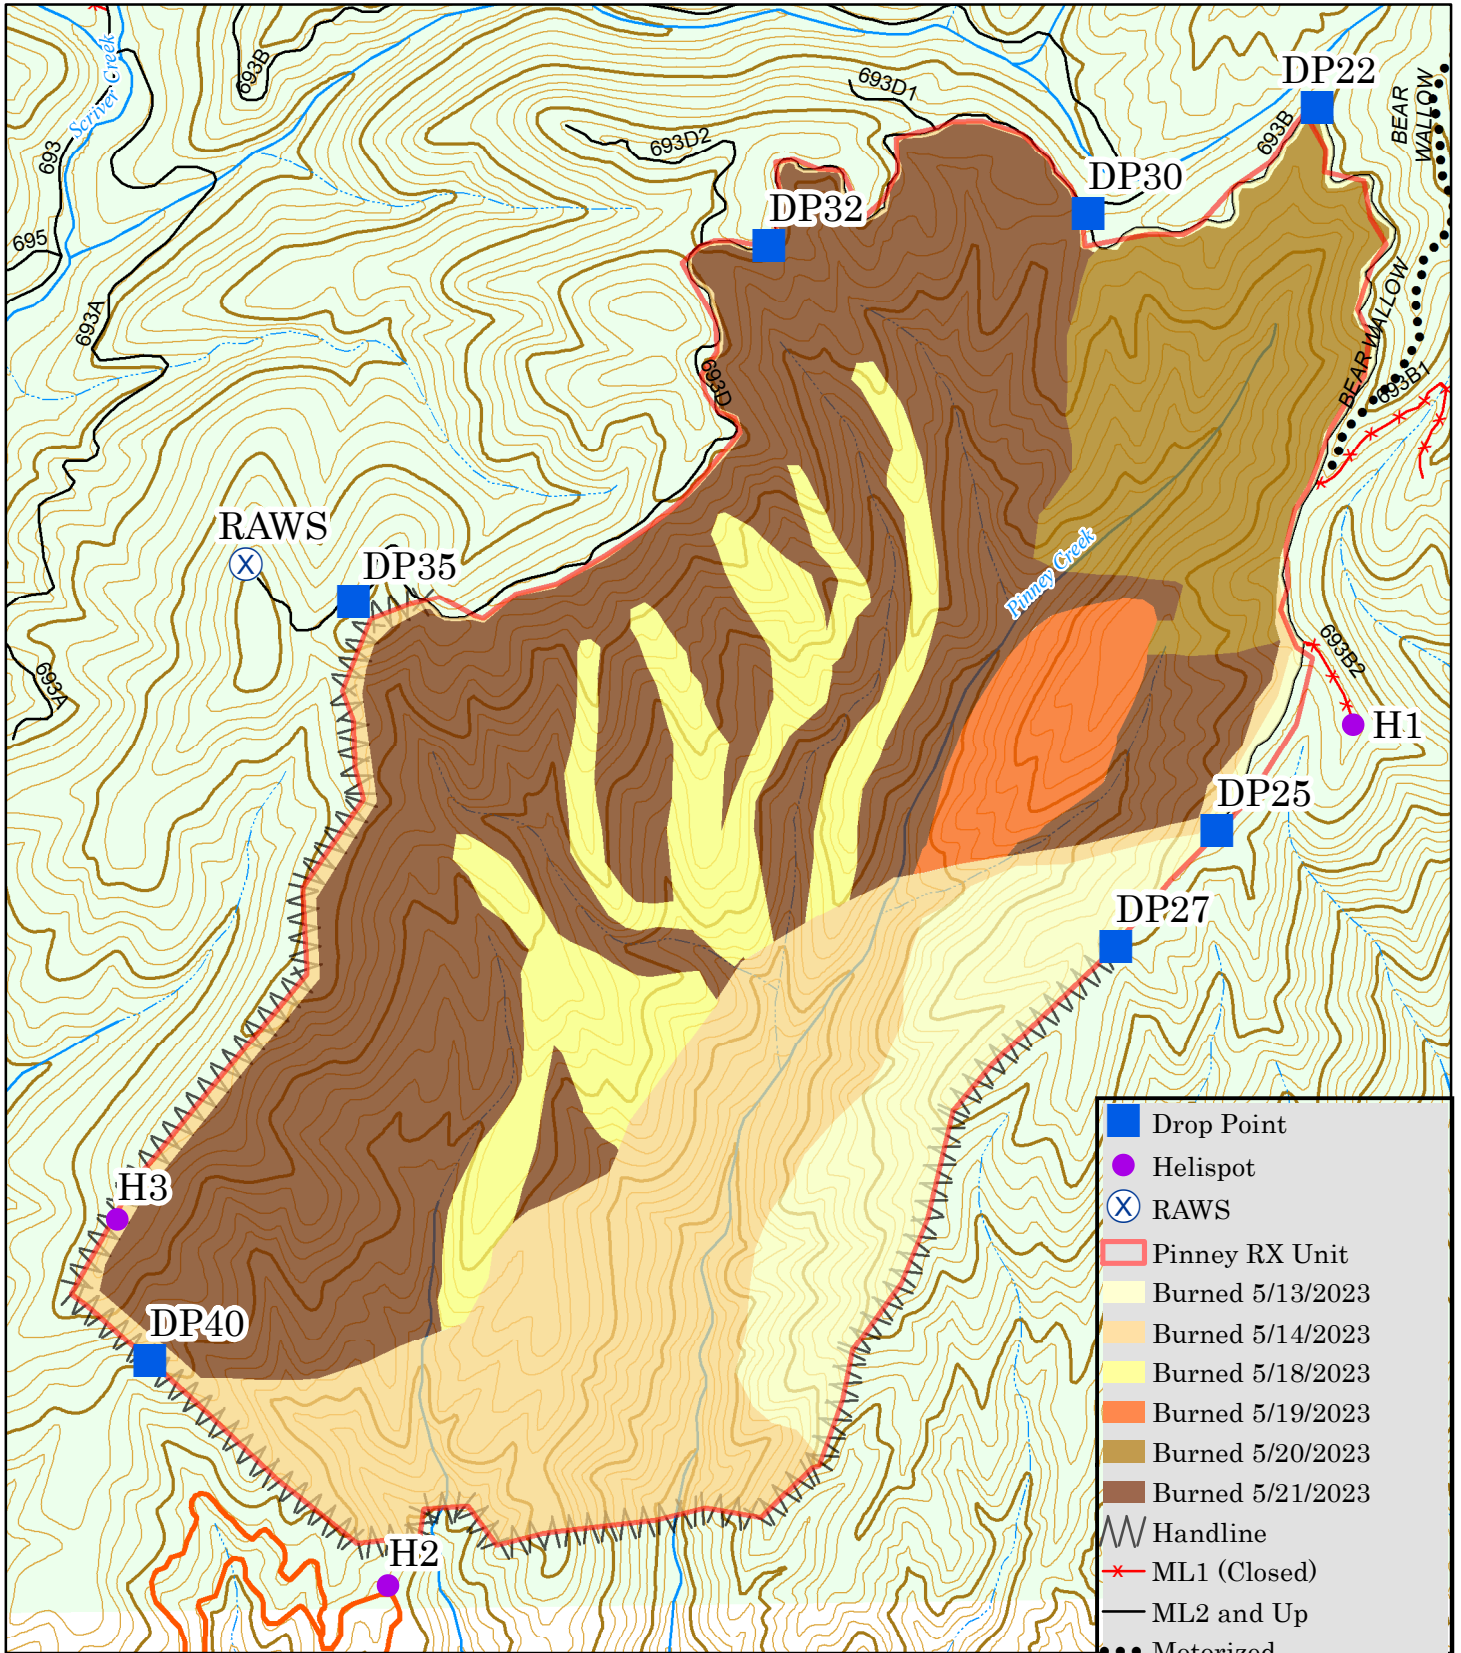 Scriver Creek
693B
693D1
DP22
BEAR
WALLOW
693
693D2
693B
DP30
DP32
695
693A
BEAR WALLOW
693D
693B1
RAWS
X
DP35
Pinney Creek
693A
693B2
H1
DP25
DP27
H3
DP40
H2
Drop Point
Helispot
X RAWS
Pinney RX Unit
Burned 5/13/2023
Burned 5/14/2023
Burned 5/18/2023
Burned 5/19/2023
Burned 5/20/2023
Burned 5/21/2023
Handline
ML1 (Closed)
ML2 and Up
Motorized